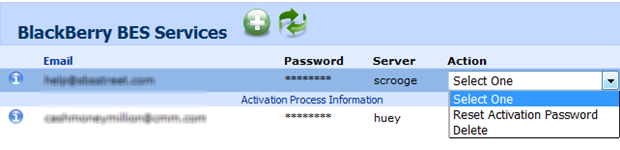 BlackBerry BES Services
Email Password Server Action
******** scrooge Select One
Activation Process Information Select One
Reset Activation Password
******** huey
Delete